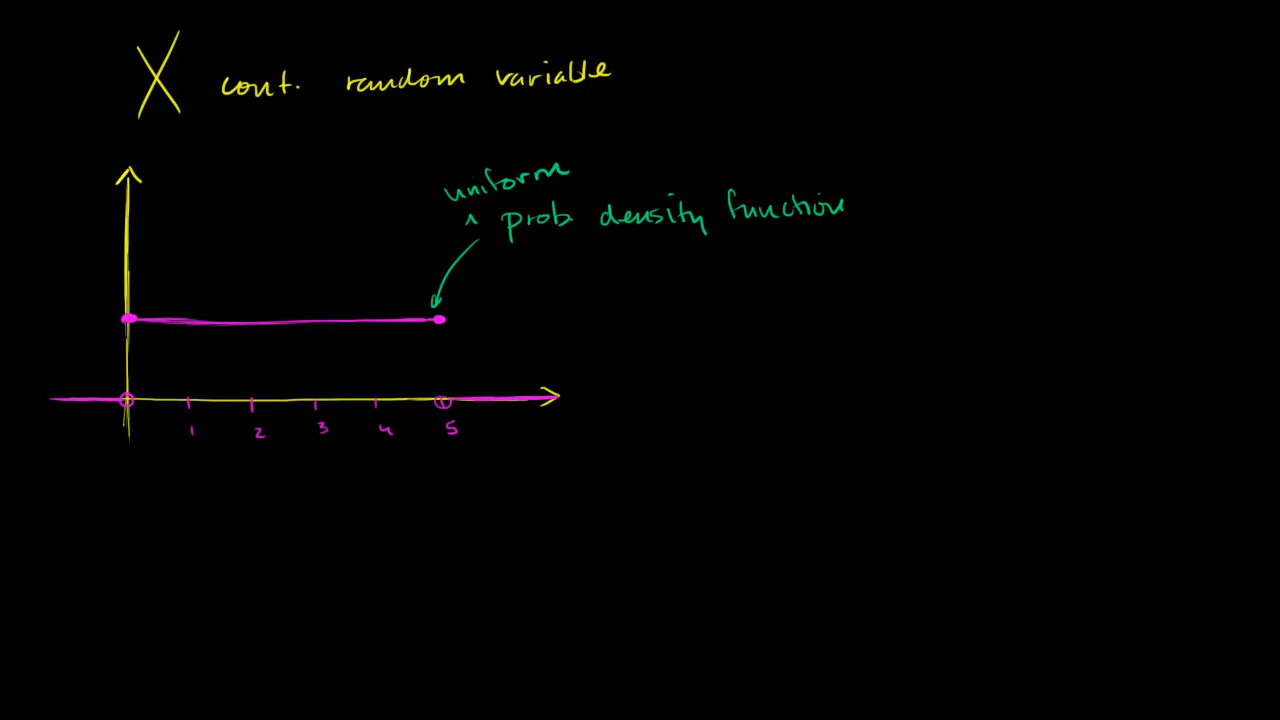 X cont. random variable
uniform
^ prob density function
1 2 3 4 5